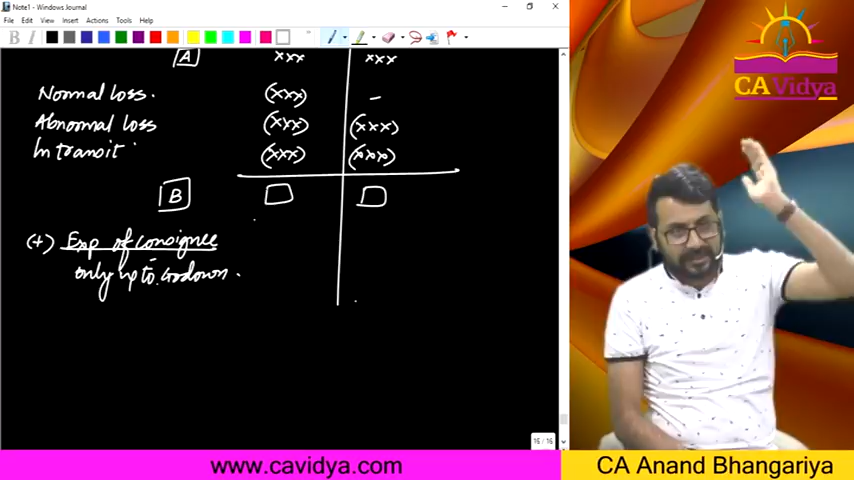 Note1 - Windows Journal
File Edit View Insert Actions Tools Help
B I
A xxx xxx
Normal loss. (xxx) –
Abnormal loss (xxx) (xxx)
In transit (xxx) (xxx)
B
(+) Exp of consignee
only up to godown.
15 / 16
CA Vidya
www.cavidya.com
CA Anand Bhangariya